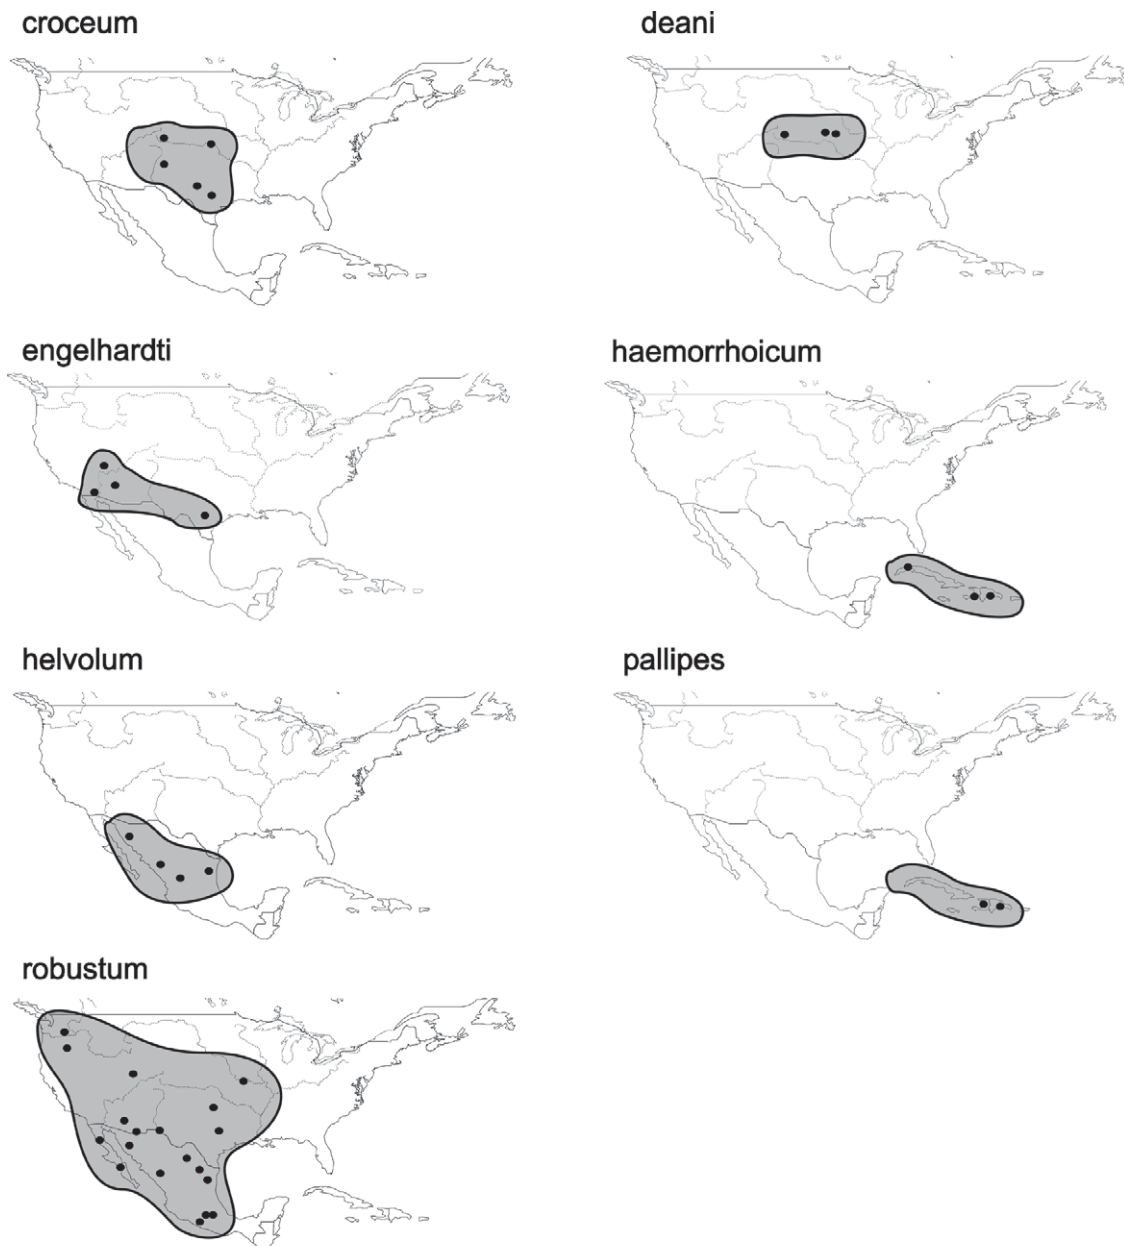 croceum
deani
engelhardti
haemorrhoicum
helvolum
pallipes
robustum